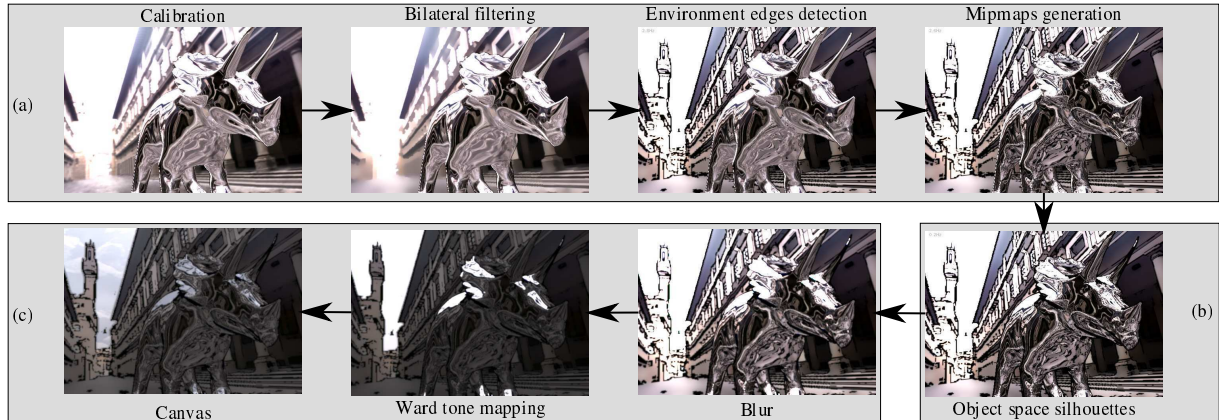 Calibration
Bilateral filtering
Environment edges detection
Mipmaps generation
(a)
(c)
(b)
Canvas
Ward tone mapping
Blur
Object space silhouettes